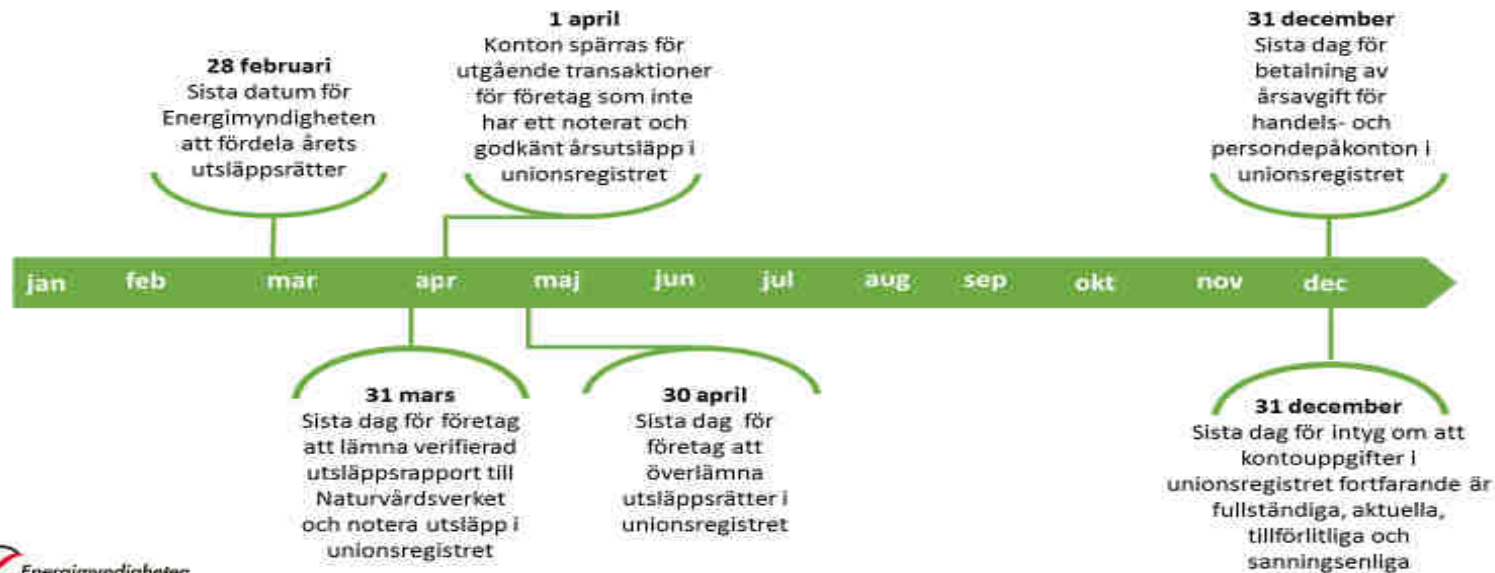 28 februari
Sista datum för
Energimyndigheten
att fördela årets
utsläppsrätter
1 april
Konton spärras för
utgående transaktioner
för företag som inte
har ett noterat och
godkänt årsutsläpp i
unionsregistret
31 december
Sista dag för
betalning av
årsavgift för
handels- och
persondepåkonton i
unionsregistret
jan feb mar apr maj jun jul aug sep okt nov dec
31 mars
Sista dag för företag
att lämna verifierad
utsläppsrapport till
Naturvårdsverket
och notera utsläpp i
unionsregistret
30 april
Sista dag för
företag att
överlämna
utsläppsrätter i
unionsregistret
31 december
Sista dag för intyg om att
kontouppgifter i
unionsregistret fortfarande är
fullständiga, aktuella,
tillförlitliga och
sanningsenliga
Energimyndigheten